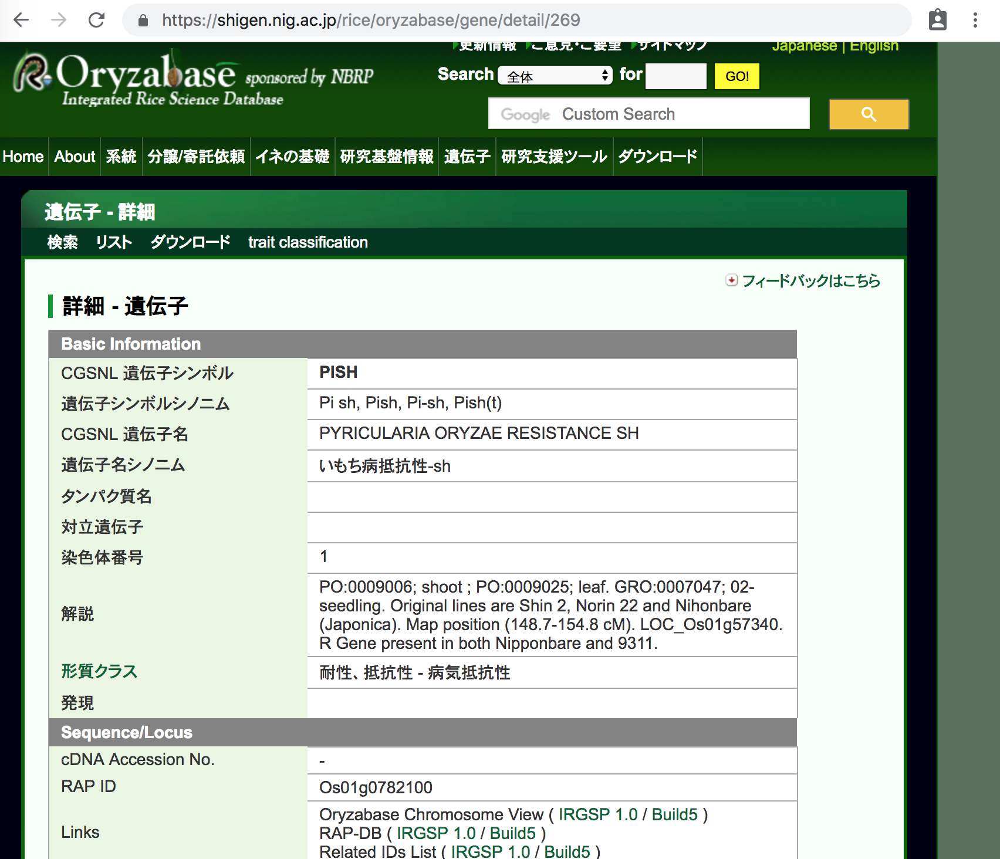 https://shigen.nig.ac.jp/rice/oryzabase/gene/detail/269
更新情報 ご意見・ご要望 サイトマップ Japanese | English
Oryzabase sponsored by NBRP
Integrated Rice Science Database
Search 全体 for GO!
Google Custom Search
Home About 系統 分譲/寄託依頼 イネの基礎 研究基盤情報 遺伝子 研究支援ツール ダウンロード
遺伝子 - 詳細
検索 リスト ダウンロード trait classification
フィードバックはこちら
詳細 - 遺伝子
Basic Information
CGSNL 遺伝子シンボル PISH
遺伝子シンボルシノニム Pi sh, Pish, Pi-sh, Pish(t)
CGSNL 遺伝子名 PYRICULARIA ORYZAE RESISTANCE SH
遺伝子名シノニム いもち病抵抗性-sh
タンパク質名
対立遺伝子
染色体番号 1
解説 PO:0009006; shoot ; PO:0009025; leaf. GRO:0007047; 02-
seedling. Original lines are Shin 2, Norin 22 and Nihonbare
(Japonica). Map position (148.7-154.8 cM). LOC_Os01g57340.
R Gene present in both Nipponbare and 9311.
形質クラス 耐性、抵抗性 - 病気抵抗性
発現
Sequence/Locus
cDNA Accession No. -
RAP ID Os01g0782100
Links Oryzabase Chromosome View ( IRGSP 1.0 / Build5 )
RAP-DB ( IRGSP 1.0 / Build5 )
Related IDs List ( IRGSP 1.0 / Build5 )